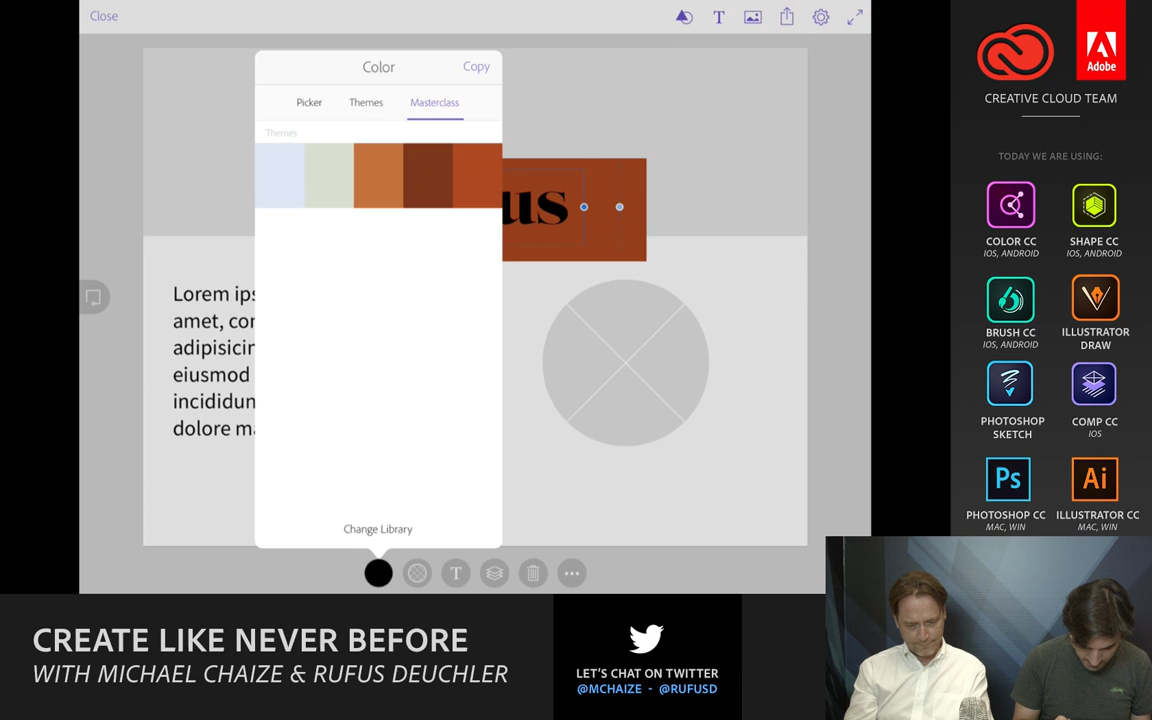 Close
Color
Copy
Picker
Themes
Masterclass
Themes
us
Lorem ips
amet, con
adipisicin
eiusmod
incididun
dolore ma
Change Library
T
Adobe
CREATIVE CLOUD TEAM
TODAY WE ARE USING:
COLOR CC
IOS, ANDROID
SHAPE CC
IOS, ANDROID
BRUSH CC
IOS, ANDROID
ILLUSTRATOR
DRAW
PHOTOSHOP
SKETCH
COMP CC
IOS
Ps
PHOTOSHOP CC
MAC, WIN
Ai
ILLUSTRATOR CC
MAC, WIN
CREATE LIKE NEVER BEFORE
WITH MICHAEL CHAIZE & RUFUS DEUCHLER
LET'S CHAT ON TWITTER
@MCHAIZE - @RUFUSD